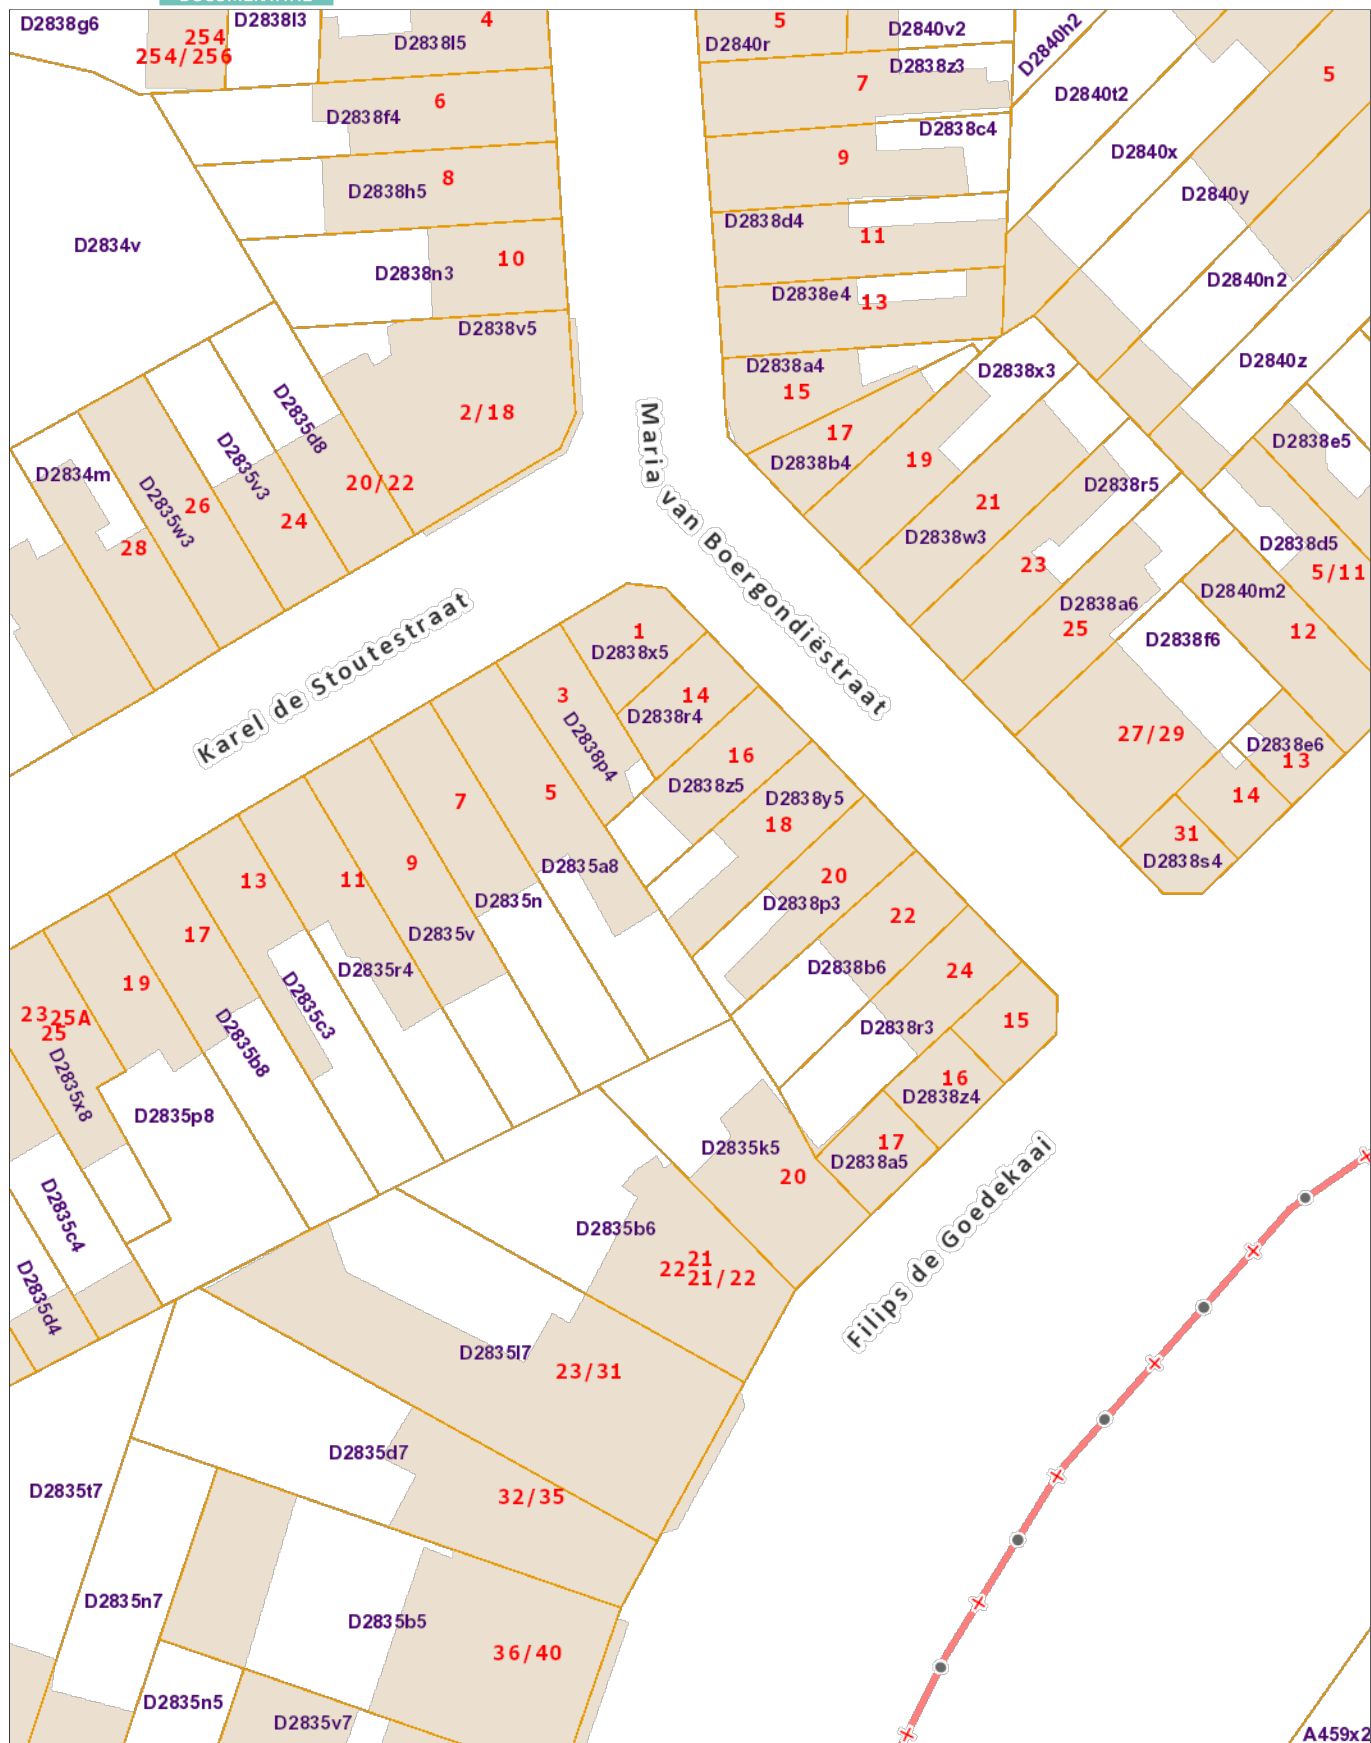 D2838g6
254
254/256
D2838l3
4
D2838l5
5
D2840r
D2840v2
D2838z3
D2840h2
7
5
D2840t2
6
D2838f4
D2838c4
9
D2840x
8
D2838h5
D2840y
D2838d4
11
D2834v
10
D2838n3
D2840n2
D2838e4
13
D2838v5
D2838a4
15
D2838x3
D2840z
2/18
D2835d8
17
D2838b4
19
D2838e5
D2834m
D2835v3
20/22
D2838r5
D2835w3
26
24
21
D2838w3
28
D2838d5
5/11
23
D2840m2
D2838a6
25
12
D2838f6
Maria van Boergondiëstraat
Karel de Stoutestraat
1
D2838x5
3
14
D2838r4
D2838p4
16
D2838z5
27/29
D2838e6
13
14
5
7
D2838y5
18
31
D2838s4
9
11
13
D2835a8
20
D2838p3
D2835n
22
17
D2835v
D2835r4
D2838b6
24
19
D2835c3
23
25A
25
15
D2838r3
D2835b8
D2835x8
16
D2838z4
D2835p8
D2835k5
17
D2838a5
20
Filips de Goedekaai
D2835c4
D2835b6
21
22
21/22
D2835d4
D2835l7
23/31
D2835d7
D2835t7
32/35
D2835n7
D2835b5
36/40
D2835n5
D2835v7
A459x2